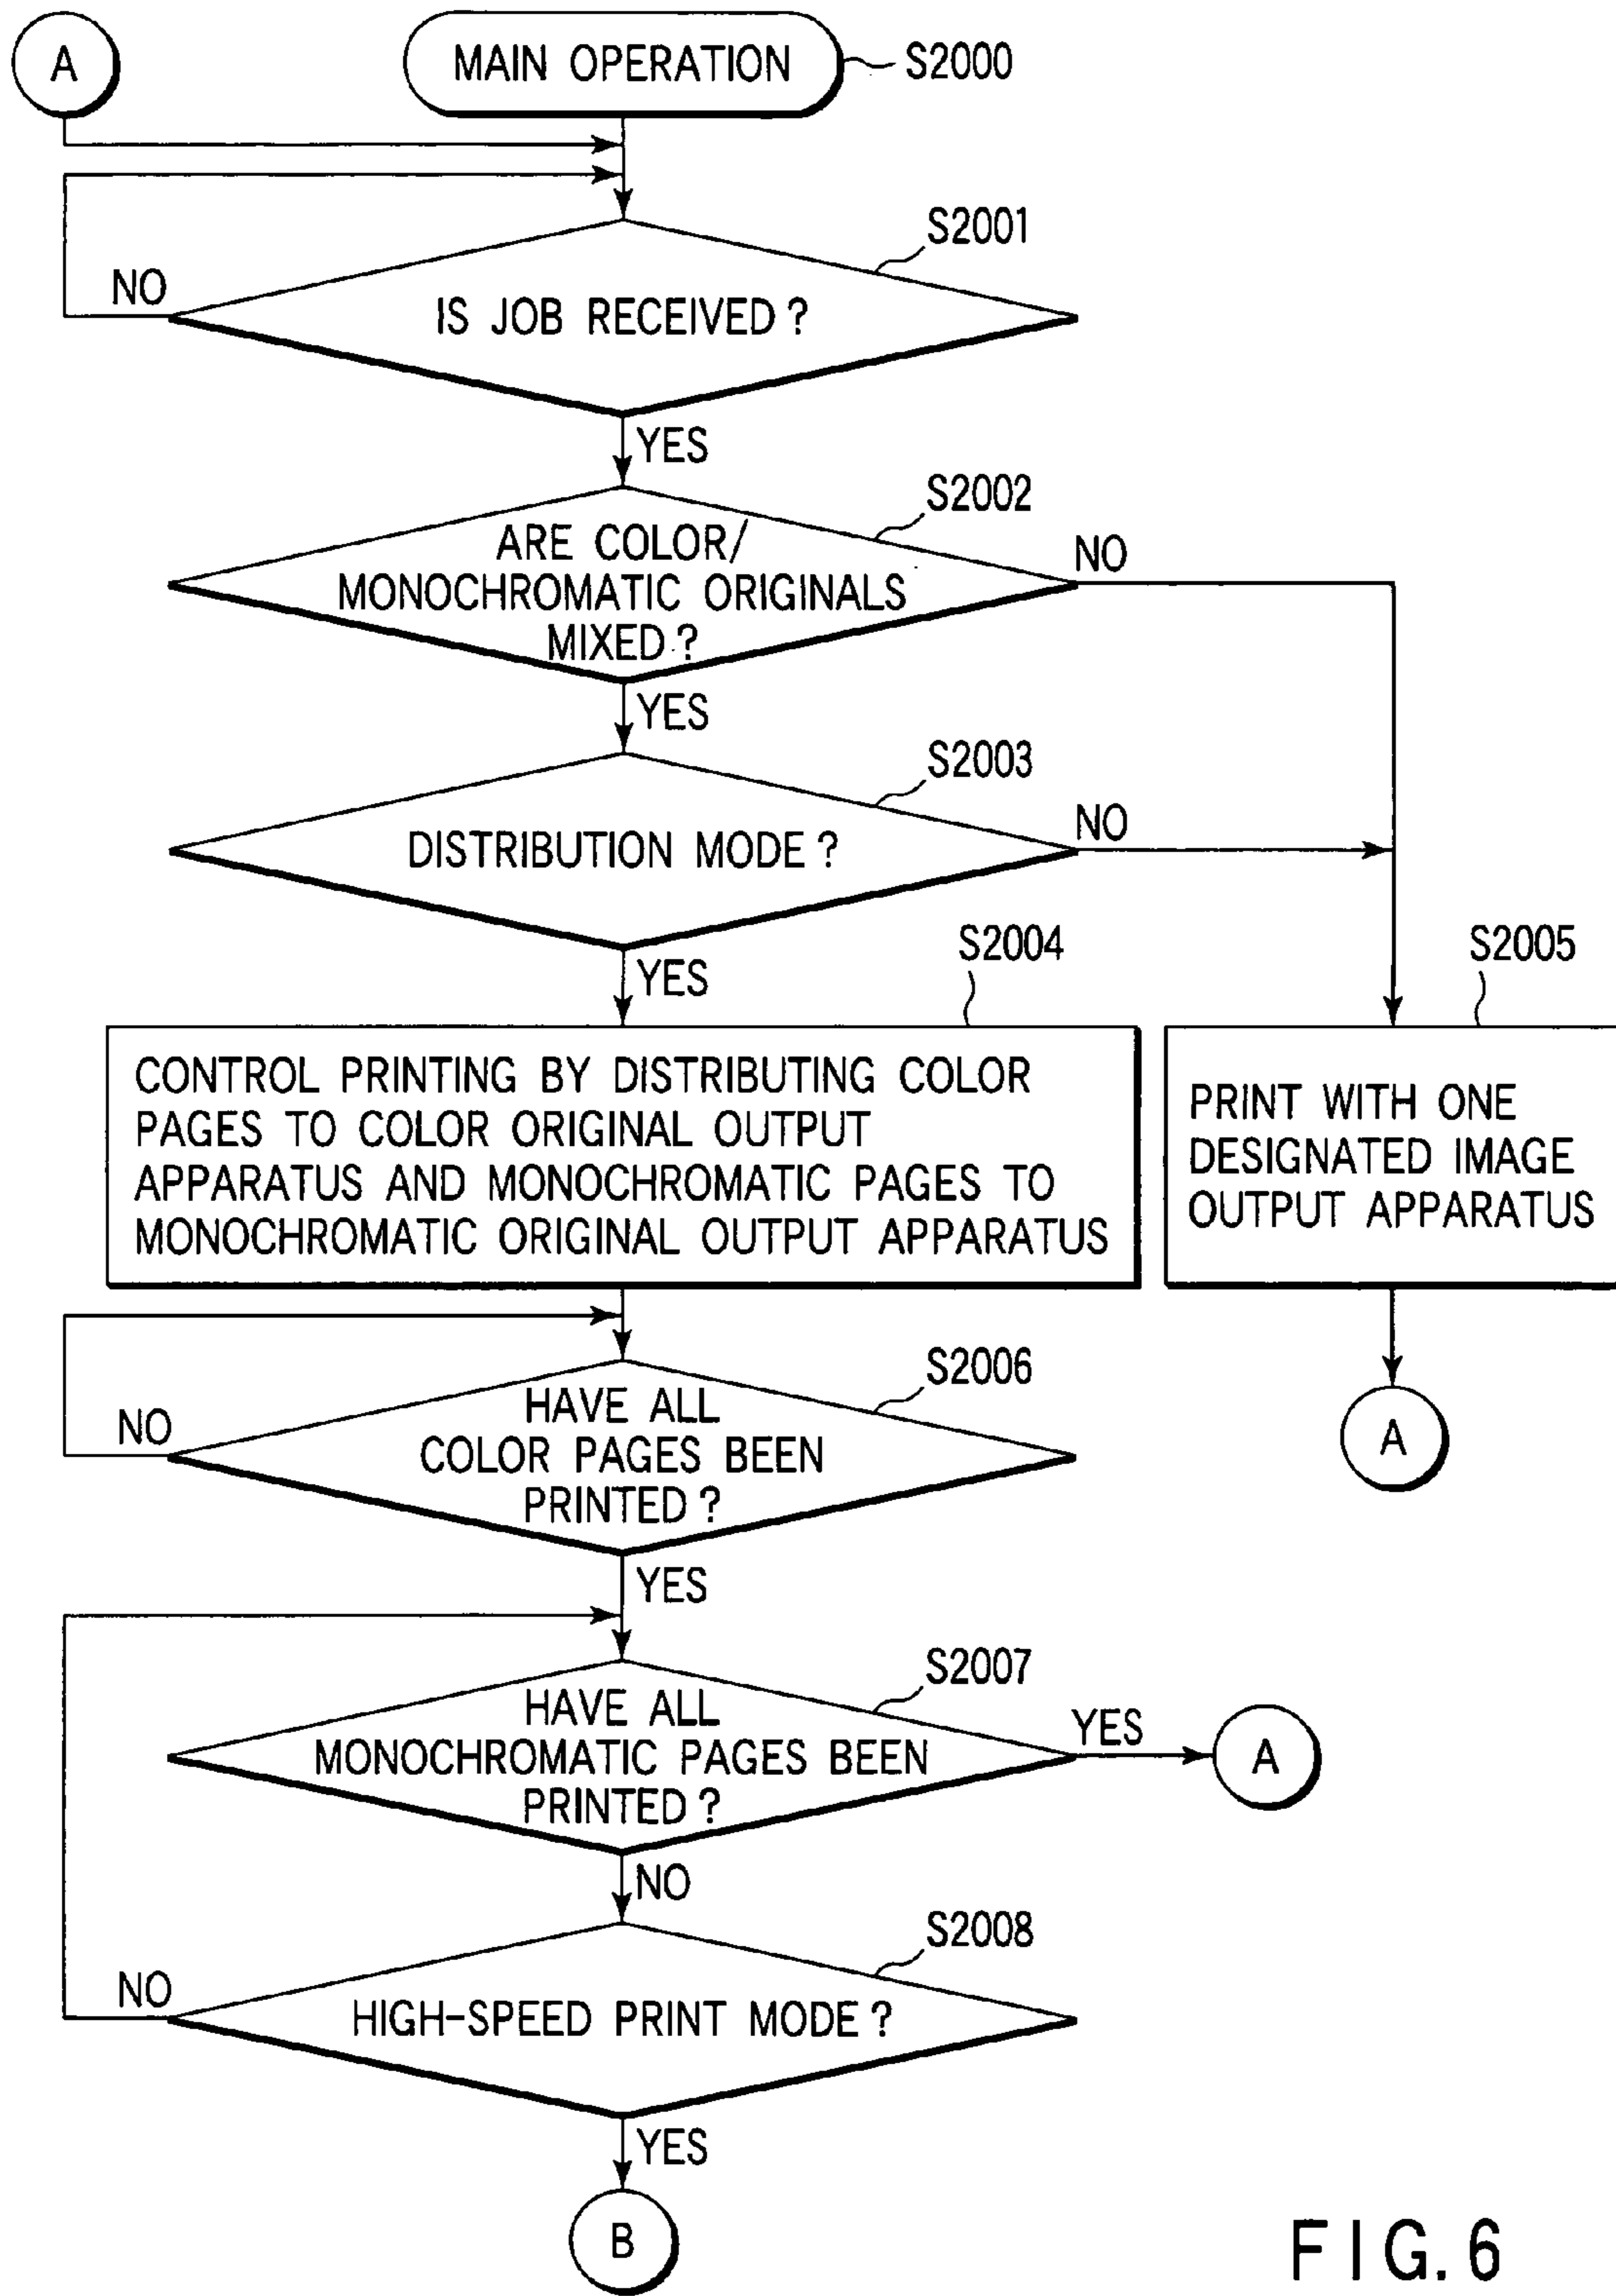 A
MAIN OPERATION
S2000
S2001
NO
IS JOB RECEIVED?
YES
S2002
ARE COLOR/
MONOCHROMATIC ORIGINALS
MIXED?
NO
YES
S2003
DISTRIBUTION MODE?
NO
YES
S2004
S2005
CONTROL PRINTING BY DISTRIBUTING COLOR
PAGES TO COLOR ORIGINAL OUTPUT
APPARATUS AND MONOCHROMATIC PAGES TO
MONOCHROMATIC ORIGINAL OUTPUT APPARATUS
PRINT WITH ONE
DESIGNATED IMAGE
OUTPUT APPARATUS
S2006
NO
HAVE ALL
COLOR PAGES BEEN
PRINTED?
A
YES
S2007
HAVE ALL
MONOCHROMATIC PAGES BEEN
PRINTED?
YES
A
NO
S2008
NO
HIGH-SPEED PRINT MODE?
YES
B
FIG. 6